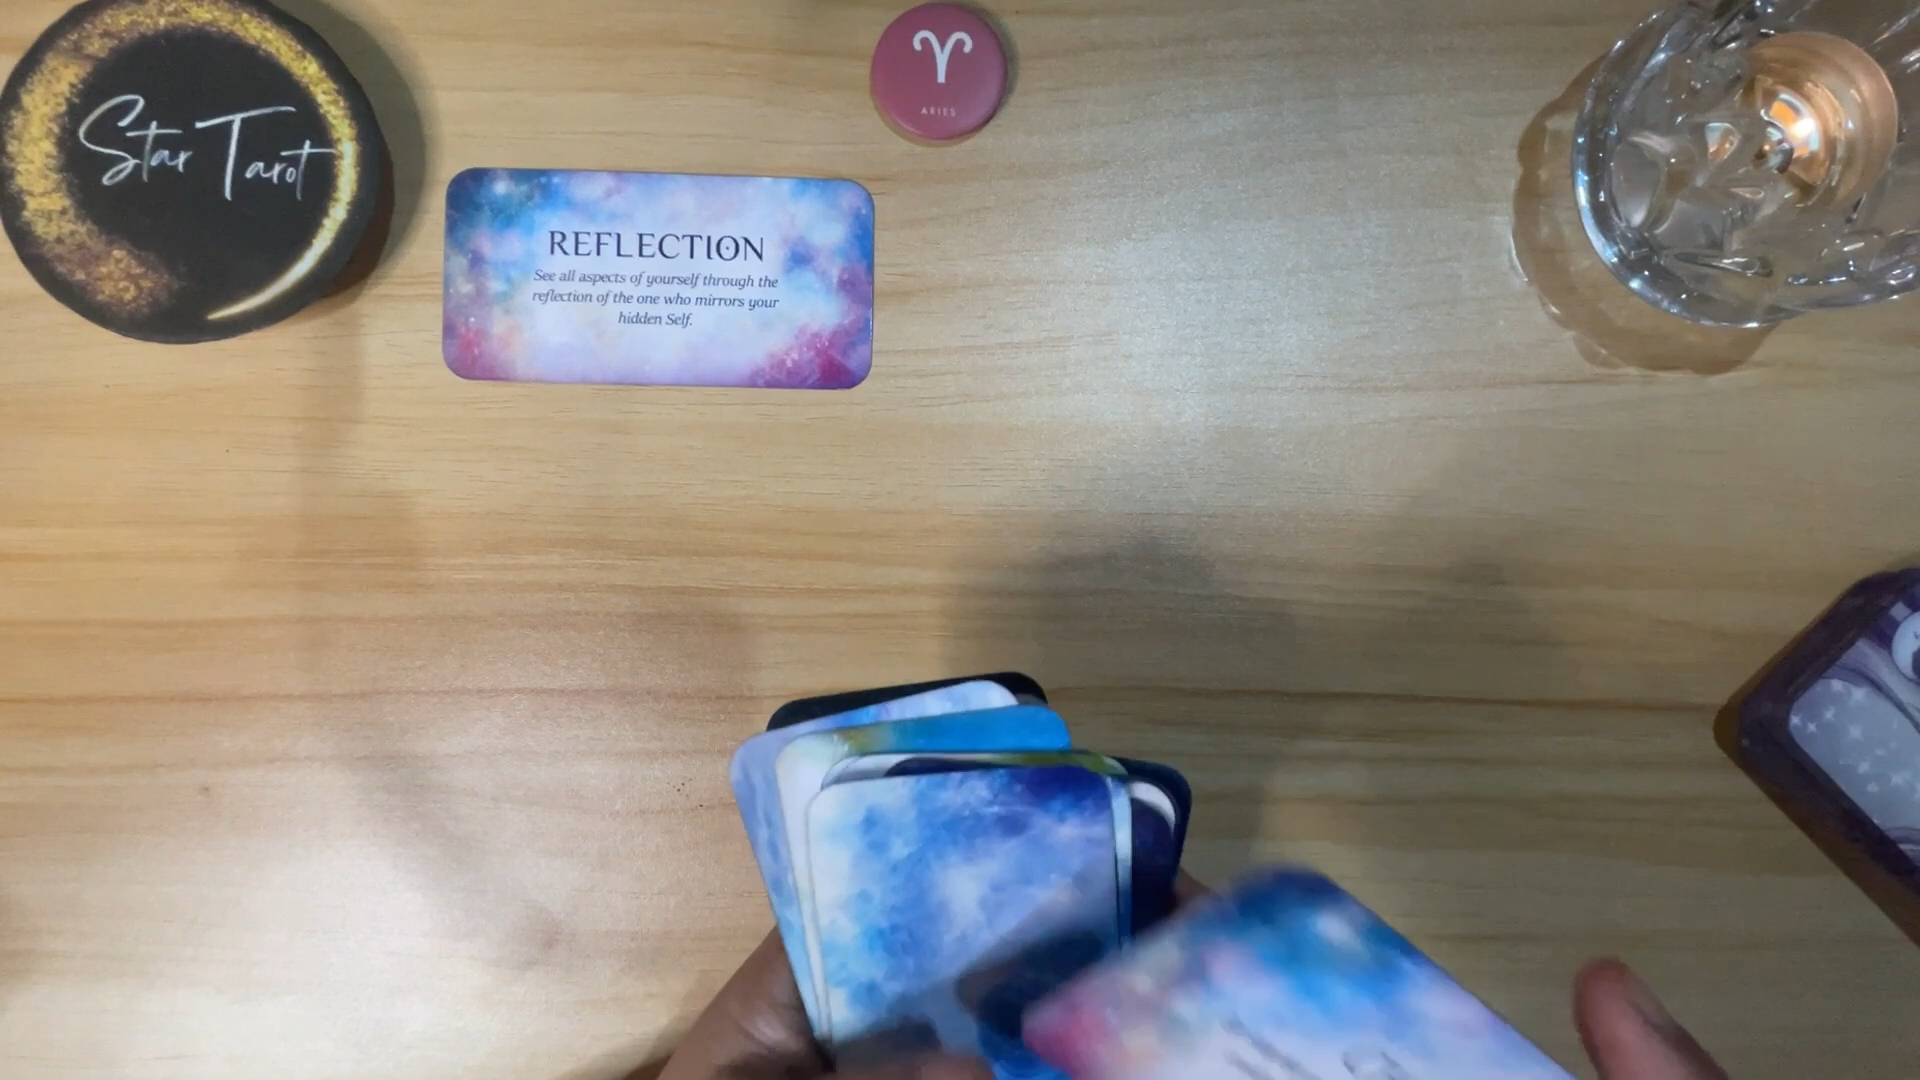 Star Tarot
ARIES
REFLECTION
See all aspects of yourself through the
reflection of the one who mirrors your
hidden Self.